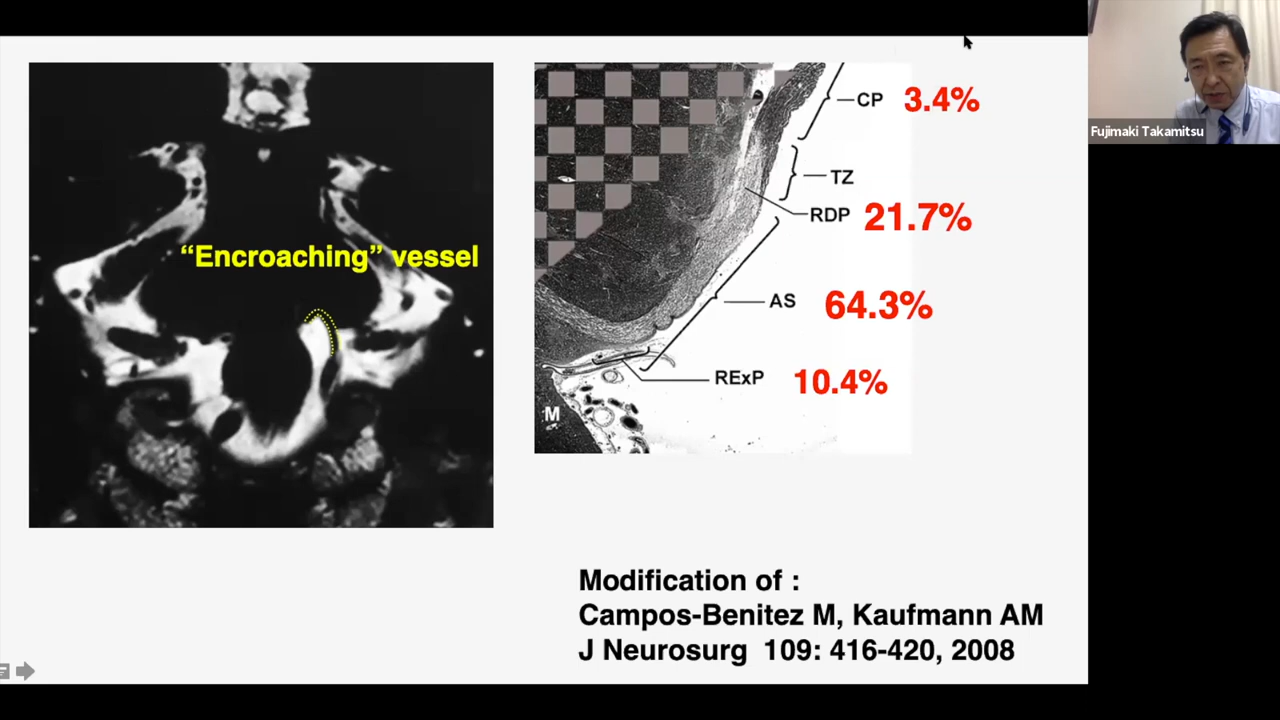 “Encroaching” vessel
CP 3.4%
TZ
RDP 21.7%
AS 64.3%
RExP 10.4%
M
Modification of :
Campos-Benitez M, Kaufmann AM
J Neurosurg 109: 416-420, 2008
Fujimaki Takamitsu